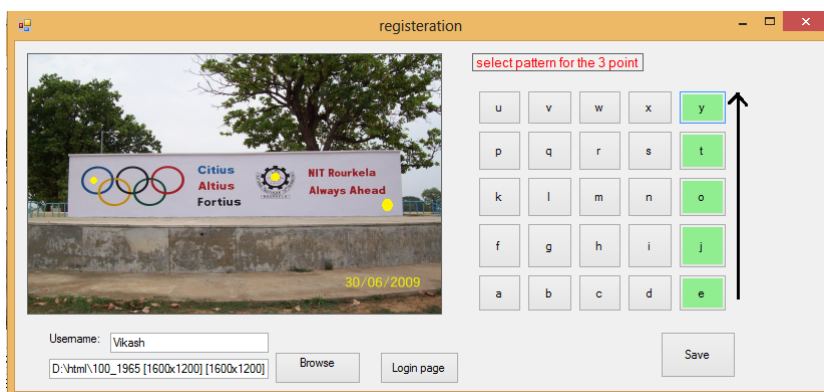 registeration
select pattern for the 3 point
Citius
Altius
Fortius
NIT Rourkela
Always Ahead
30/06/2009
u v w x y
p q r s t
k l m n o
f g h i j
a b c d e
Username: Vikash
D:\html\100_1965 [1600x1200] [1600x1200]
Browse
Login page
Save